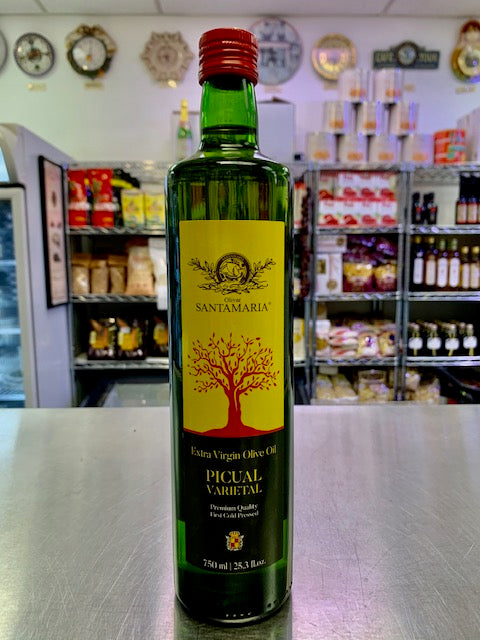 Olivar
SANTAMARIA®
Extra Virgin Olive Oil
PICUAL
VARIETAL
Premium Quality
First Cold Pressed
750 ml | 25.3 fl.oz.